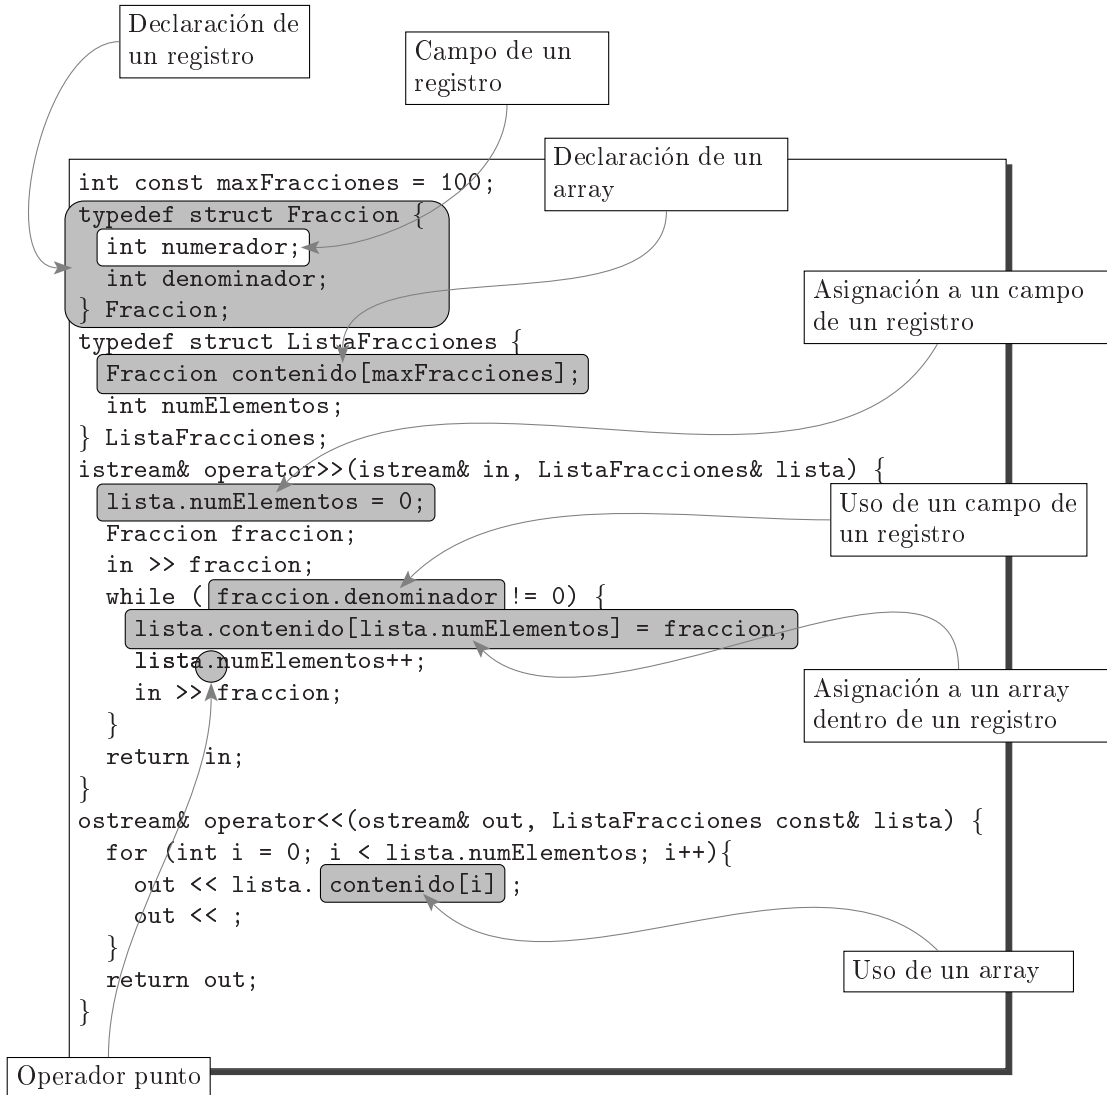 Declaración de
un registro
Campo de un
registro
Declaración de un
array
int const maxFracciones = 100;
typedef struct Fraccion {
int numerador;
int denominador;
} Fraccion;
Asignación a un campo
de un registro
typedef struct ListaFracciones {
Fraccion contenido[maxFracciones];
int numElementos;
} ListaFracciones;
istream& operator>>(istream& in, ListaFracciones& lista) {
lista.numElementos = 0;
Uso de un campo de
un registro
Fraccion fraccion;
in >> fraccion;
while ( fraccion.denominador != 0) {
lista.contenido[lista.numElementos] = fraccion;
lista.numElementos++;
in >> fraccion;
Asignación a un array
dentro de un registro
}
return in;
}
ostream& operator<<(ostream& out, ListaFracciones const& lista) {
for (int i = 0; i < lista.numElementos; i++){
out << lista. contenido[i] ;
out << ;
}
return out;
}
Uso de un array
Operador punto